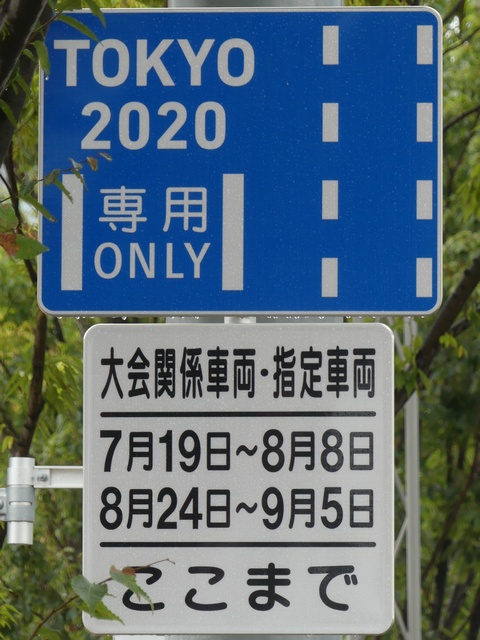 TOKYO
2020
専用
ONLY
大会関係車両・指定車両
7月19日~8月8日
8月24日~9月5日
ここまで